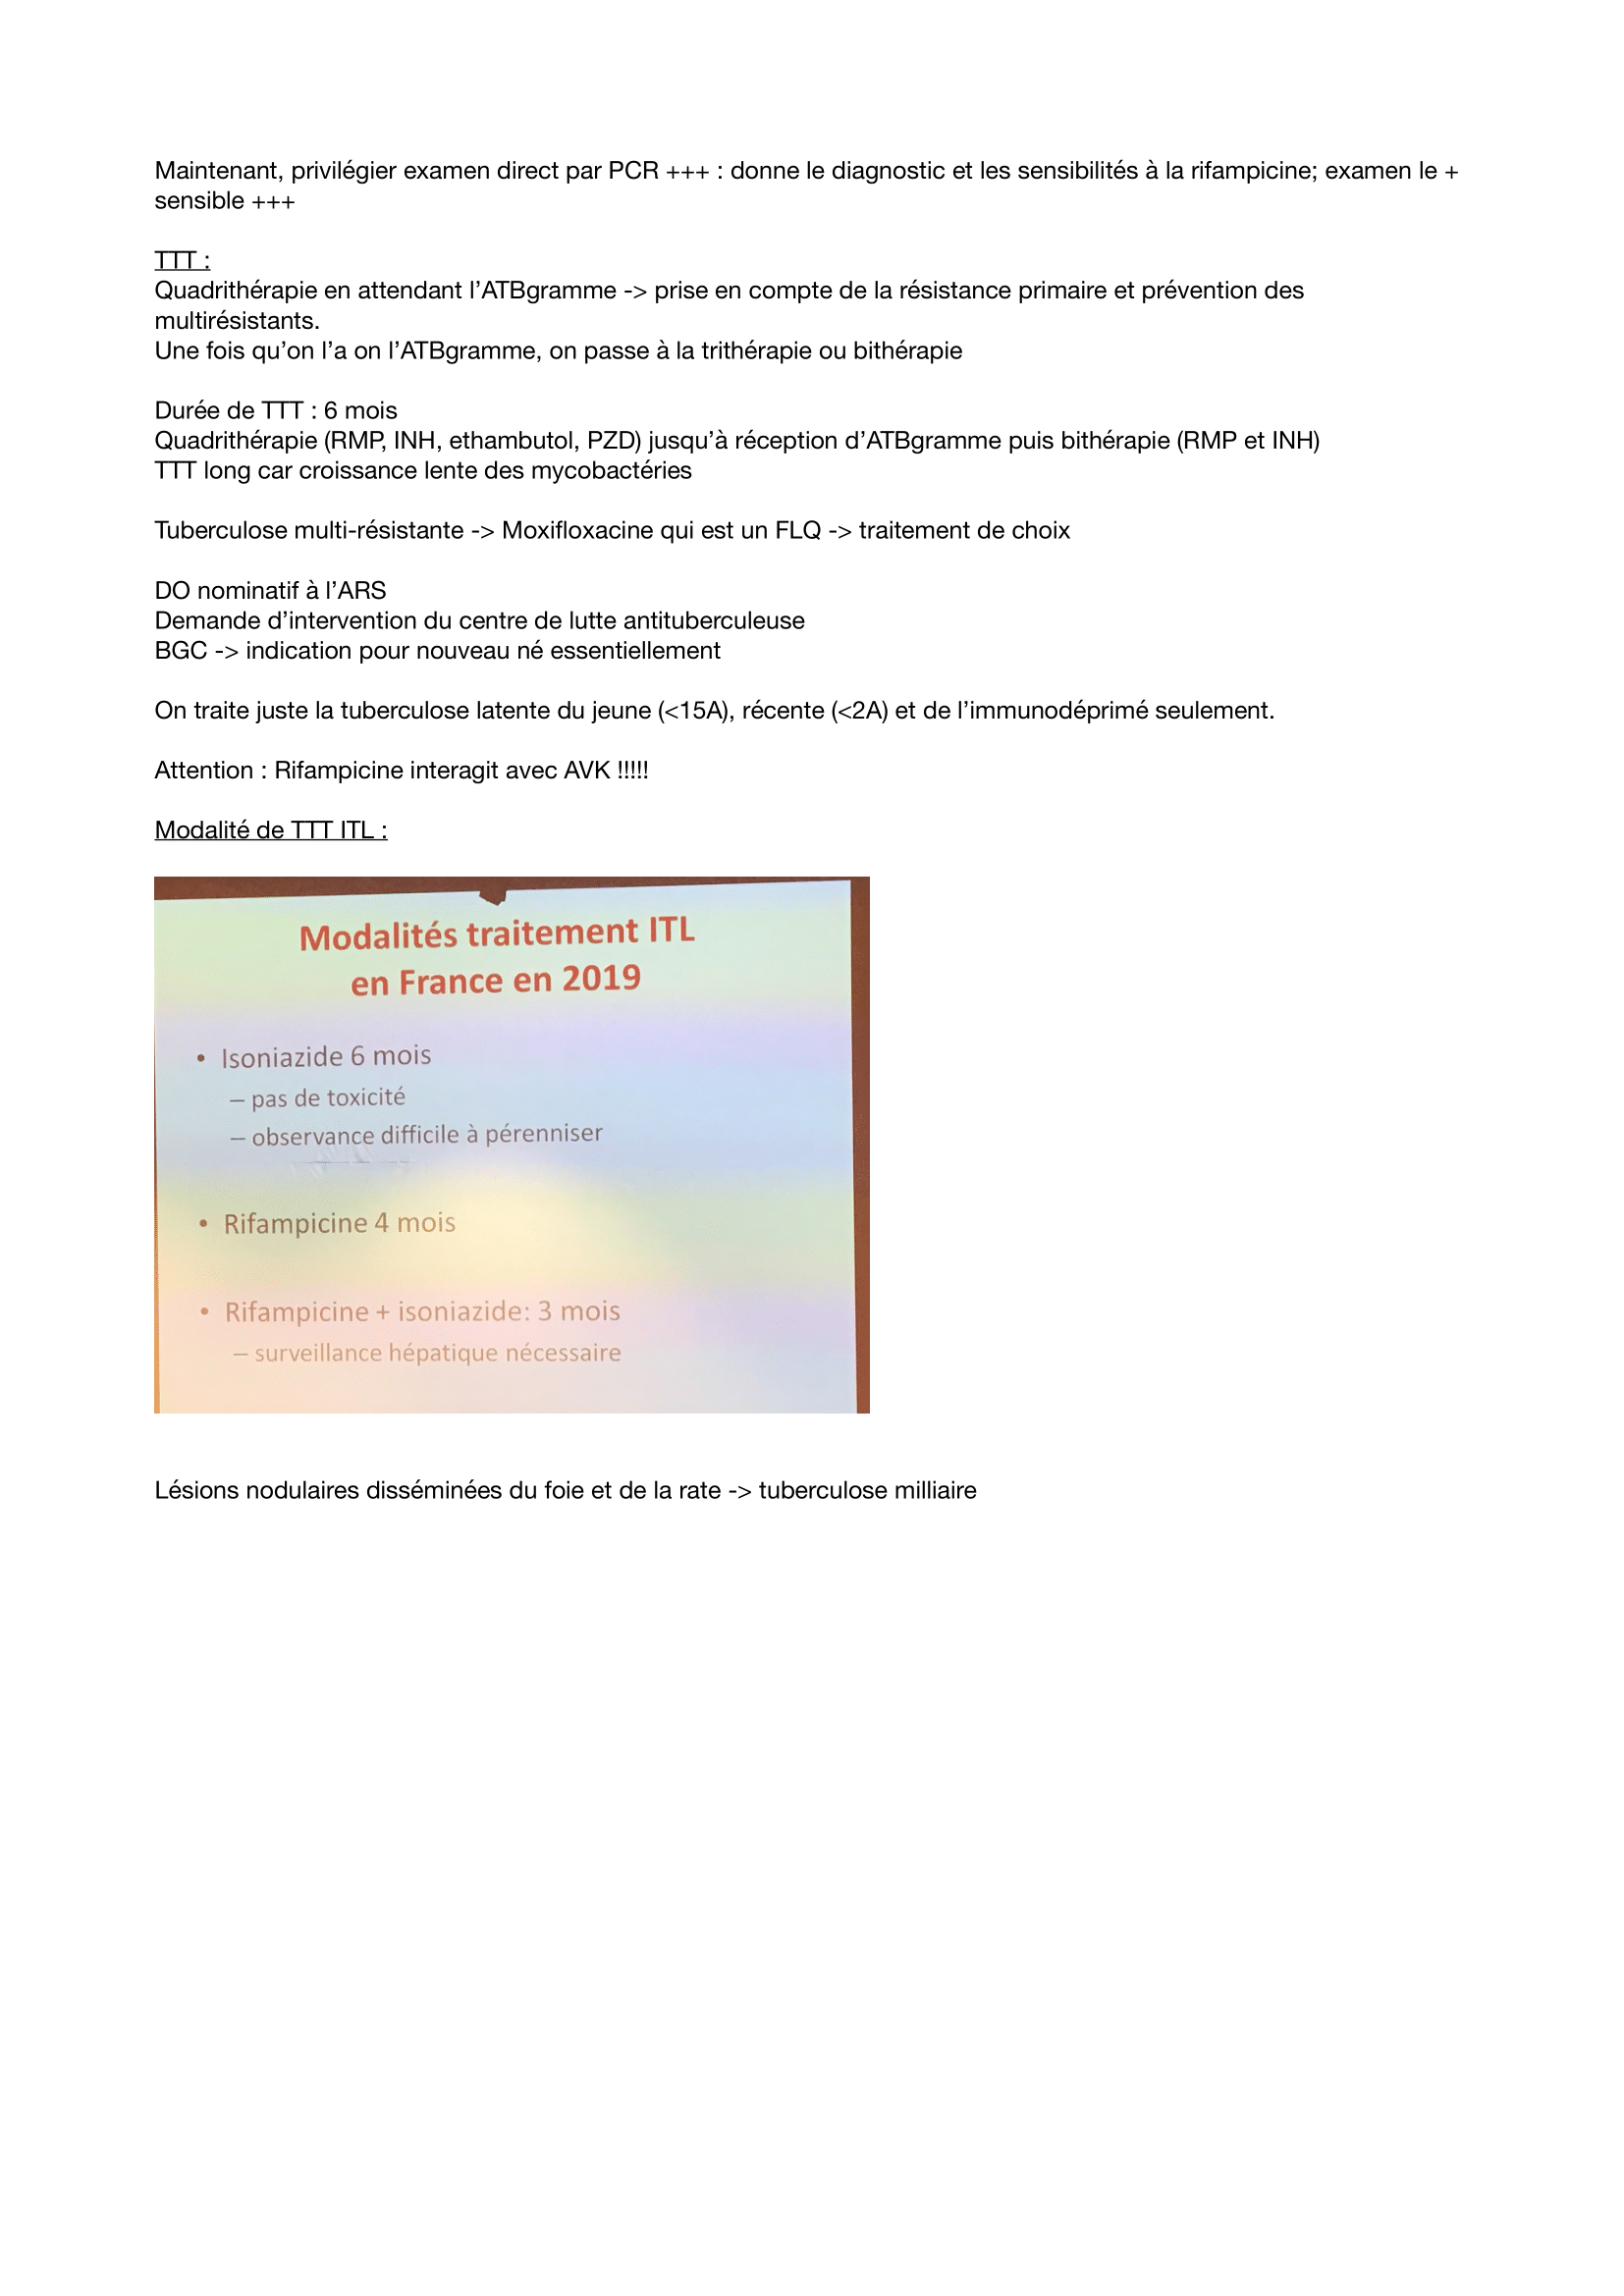 Maintenant, privilégier examen direct par PCR +++ : donne le diagnostic et les sensibilités à la rifampicine; examen le +
sensible +++
TTT :
Quadrithérapie en attendant l’ATBgramme -> prise en compte de la résistance primaire et prévention des
multirésistants.
Une fois qu’on l’a on l’ATBgramme, on passe à la trithérapie ou bithérapie
Durée de TTT : 6 mois
Quadrithérapie (RMP, INH, ethambutol, PZD) jusqu’à réception d’ATBgramme puis bithérapie (RMP et INH)
TTT long car croissance lente des mycobactéries
Tuberculose multi-résistante -> Moxifloxacine qui est un FLQ -> traitement de choix
DO nominatif à l’ARS
Demande d’intervention du centre de lutte antituberculeuse
BGC -> indication pour nouveau né essentiellement
On traite juste la tuberculose latente du jeune (<15A), récente (<2A) et de l’immunodéprimé seulement.
Attention : Rifampicine interagit avec AVK !!!!!
Modalité de TTT ITL :
Modalités traitement ITL
en France en 2019
• Isoniazide 6 mois
– pas de toxicité
– observance difficile à pérenniser
• Rifampicine 4 mois
• Rifampicine + isoniazide: 3 mois
– surveillance hépatique nécessaire
Lésions nodulaires disséminées du foie et de la rate -> tuberculose milliaire